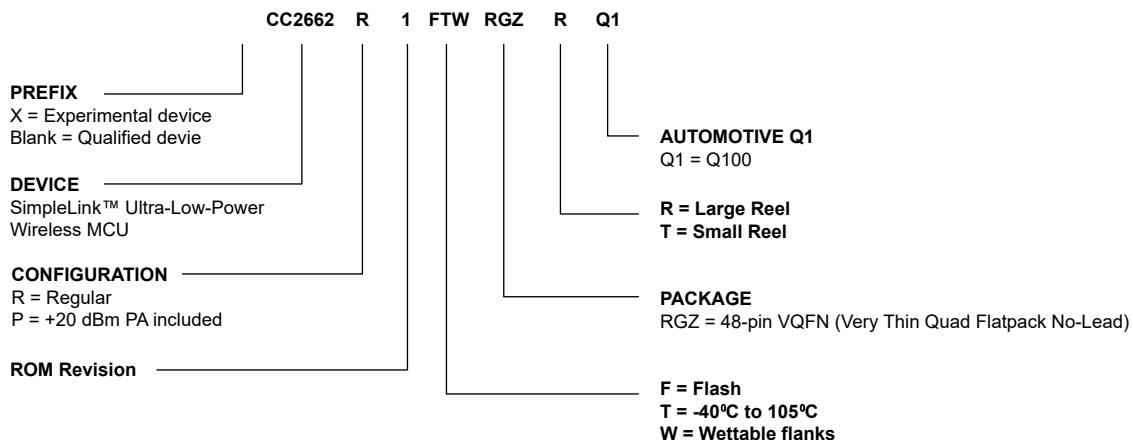 CC2662 R 1 FTW RGZ R Q1
PREFIX
X = Experimental device
Blank = Qualified devie
DEVICE
SimpleLink™ Ultra-Low-Power
Wireless MCU
CONFIGURATION
R = Regular
P = +20 dBm PA included
ROM Revision
AUTOMOTIVE Q1
Q1 = Q100
R = Large Reel
T = Small Reel
PACKAGE
RGZ = 48-pin VQFN (Very Thin Quad Flatpack No-Lead)
F = Flash
T = -40ºC to 105ºC
W = Wettable flanks